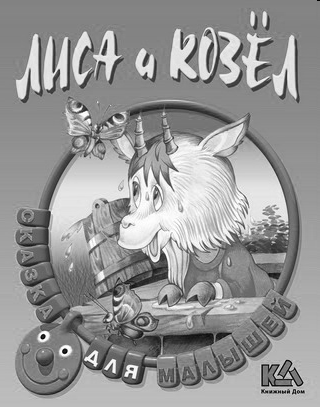 ЛИСА и КОЗЁЛ
СКАЗКА
ДЛЯ
МАЛЫШЕЙ
КД
Книжный Дом